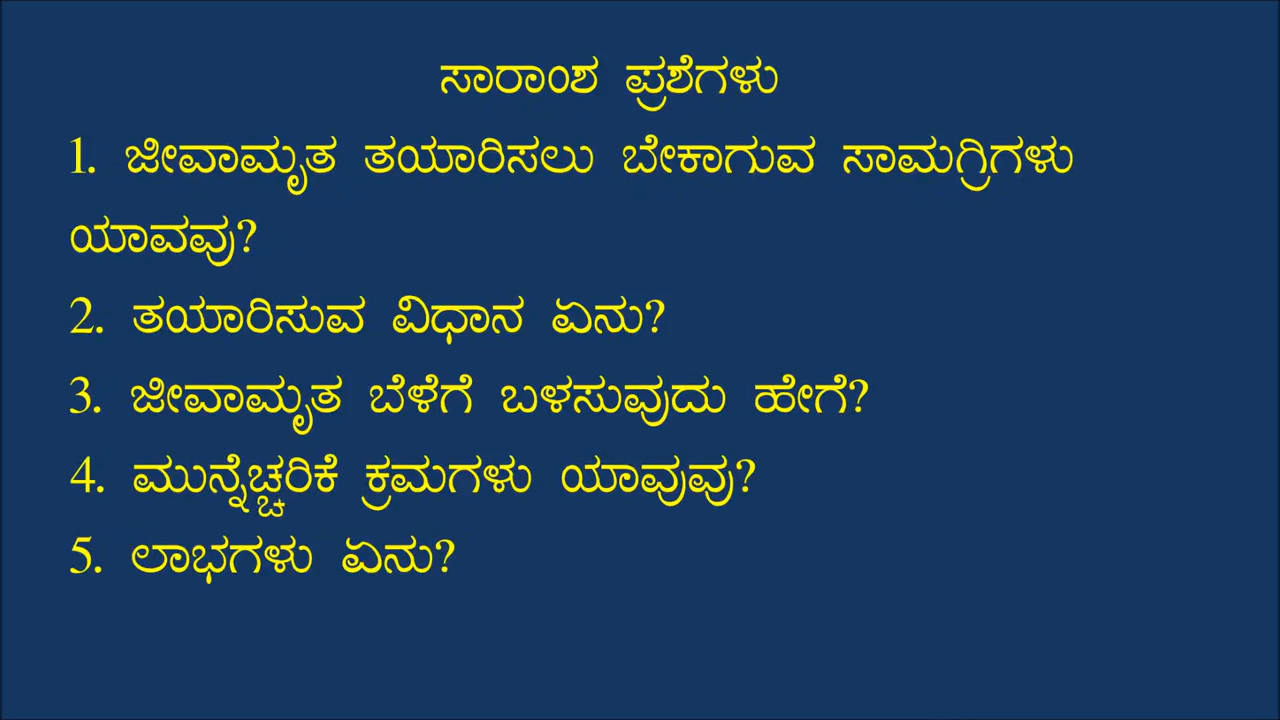 ಸಾರಾಂಶ ಪ್ರಶೆಗಳು
1. ಜೀವಾಮೃತ ತಯಾರಿಸಲು ಬೇಕಾಗುವ ಸಾಮಗ್ರಿಗಳು
ಯಾವವು?
2. ತಯಾರಿಸುವ ವಿಧಾನ ಏನು?
3. ಜೀವಾಮೃತ ಬೆಳೆಗೆ ಬಳಸುವುದು ಹೇಗೆ?
4. ಮುನ್ನೆಚ್ಚರಿಕೆ ಕ್ರಮಗಳು ಯಾವುವು?
5. ಲಾಭಗಳು ಏನು?